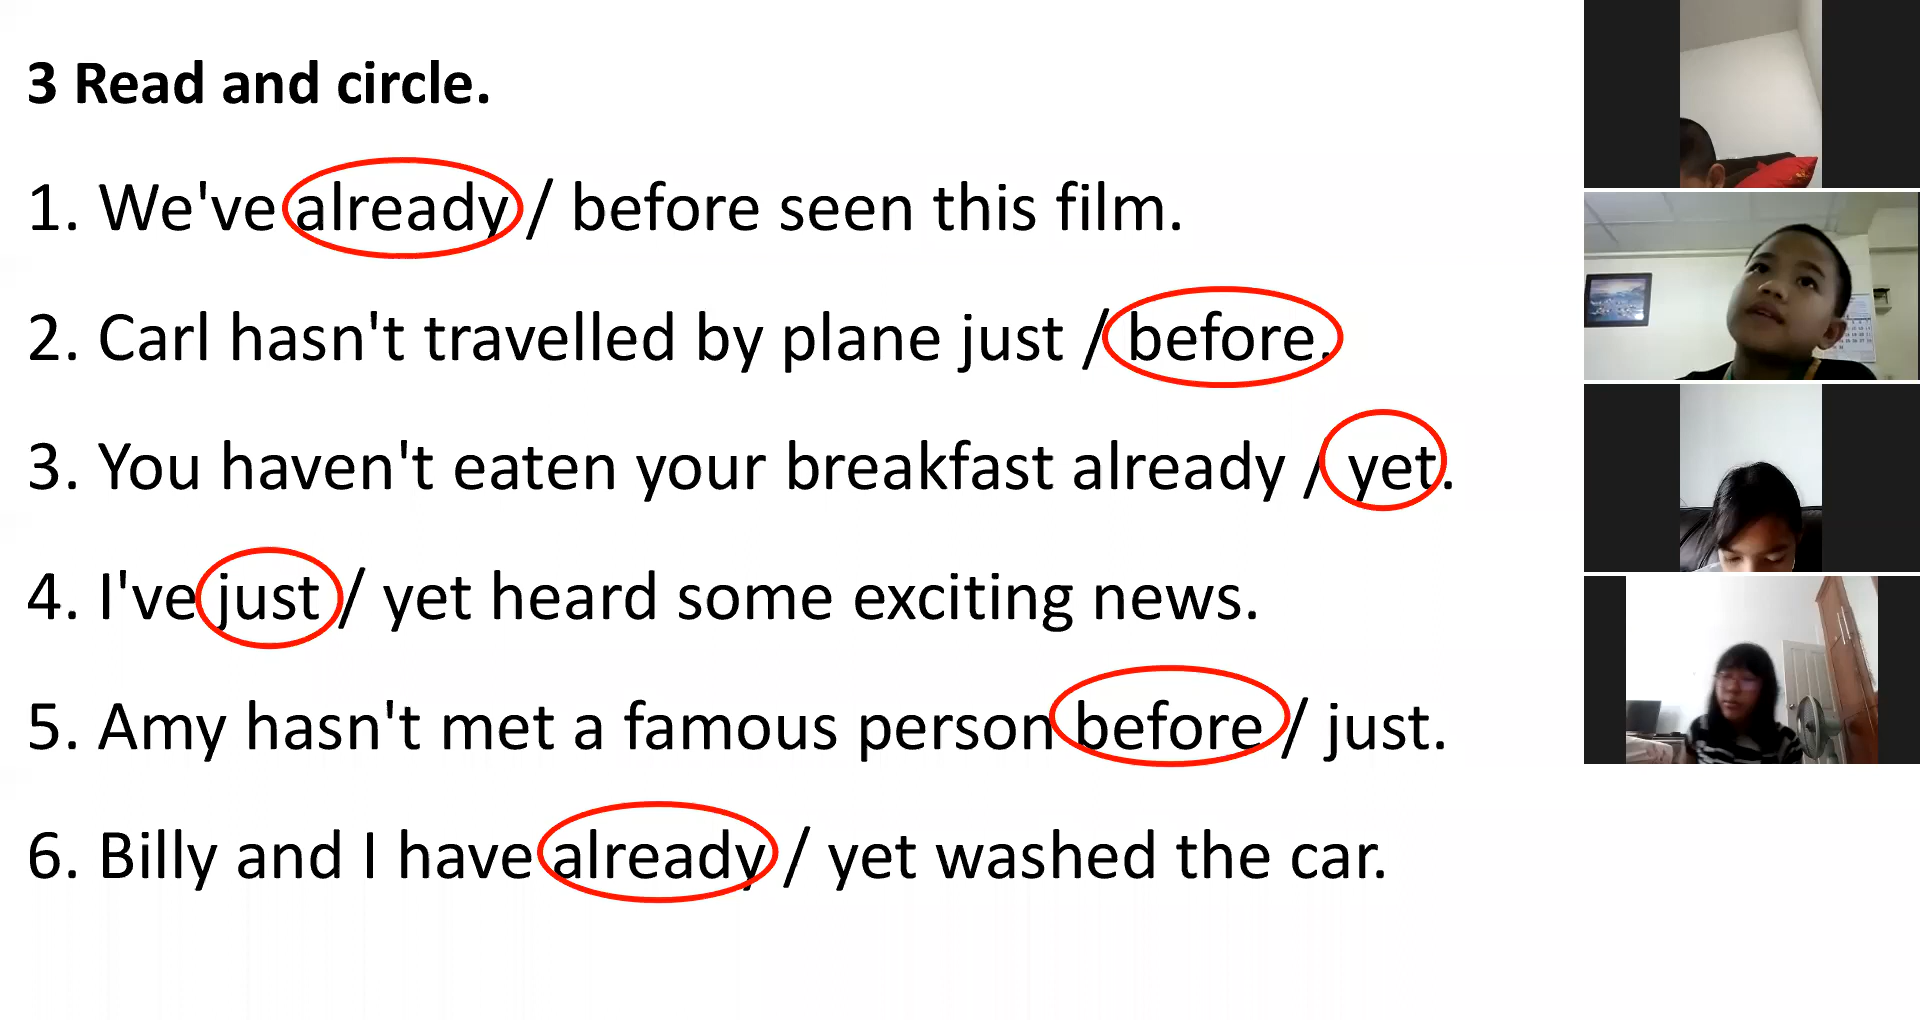 3 Read and circle.
1. We've already / before seen this film.
2. Carl hasn't travelled by plane just / before.
3. You haven't eaten your breakfast already / yet.
4. I've just / yet heard some exciting news.
5. Amy hasn't met a famous person before / just.
6. Billy and I have already / yet washed the car.